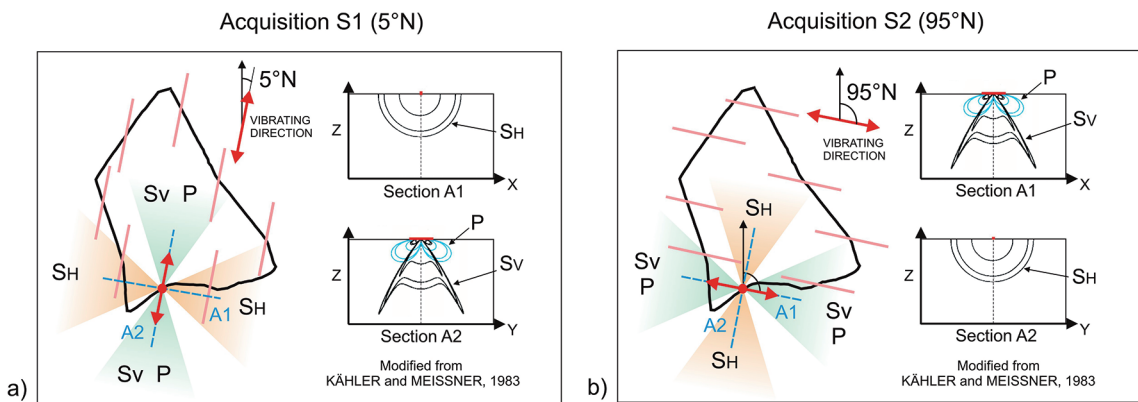 Acquisition S1 (5°N)
5°N
VIBRATING
DIRECTION
Sv P
SH
SH
A1
A2
Sv P
Z
SH
X
Section A1
P
Z
Sv
Y
Section A2
Modified from
KÄHLER and MEISSNER, 1983
a)
Acquisition S2 (95°N)
95°N
VIBRATING
DIRECTION
SH
Sv
P
A1
A2
Sv
P
SH
P
Z
Sv
X
Section A1
Z
SH
Y
Section A2
Modified from
KÄHLER and MEISSNER, 1983
b)